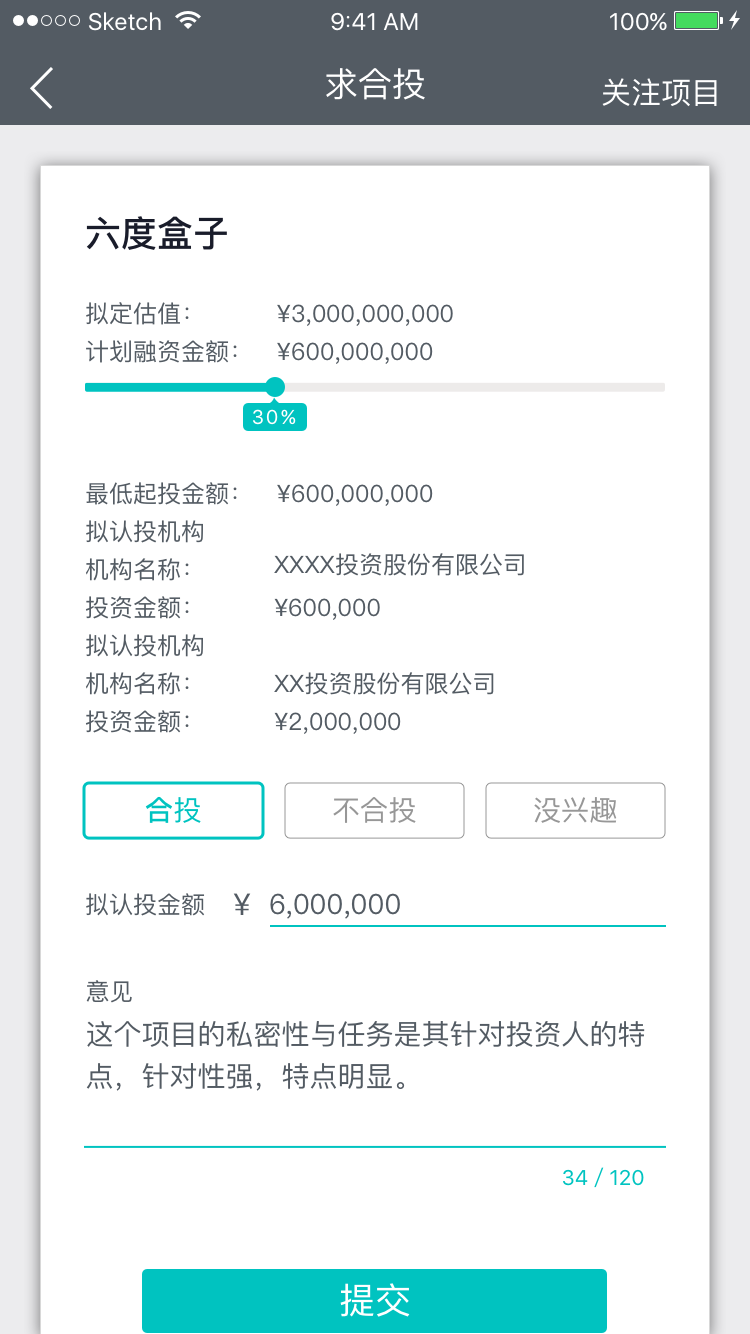 Sketch 9:41 AM 100%
求合投 关注项目
六度盒子
拟定估值： ¥3,000,000,000
计划融资金额： ¥600,000,000
30%
最低起投金额： ¥600,000,000
拟认投机构
机构名称： XXXX投资股份有限公司
投资金额： ¥600,000
拟认投机构
机构名称： XX投资股份有限公司
投资金额： ¥2,000,000
合投 不合投 没兴趣
拟认投金额 ¥ 6,000,000
意见
这个项目的私密性与任务是其针对投资人的特
点，针对性强，特点明显。
34 / 120
提交